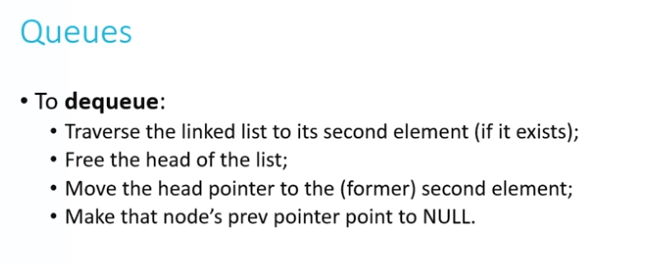 Queues
• To dequeue:
• Traverse the linked list to its second element (if it exists);
• Free the head of the list;
• Move the head pointer to the (former) second element;
• Make that node's prev pointer point to NULL.